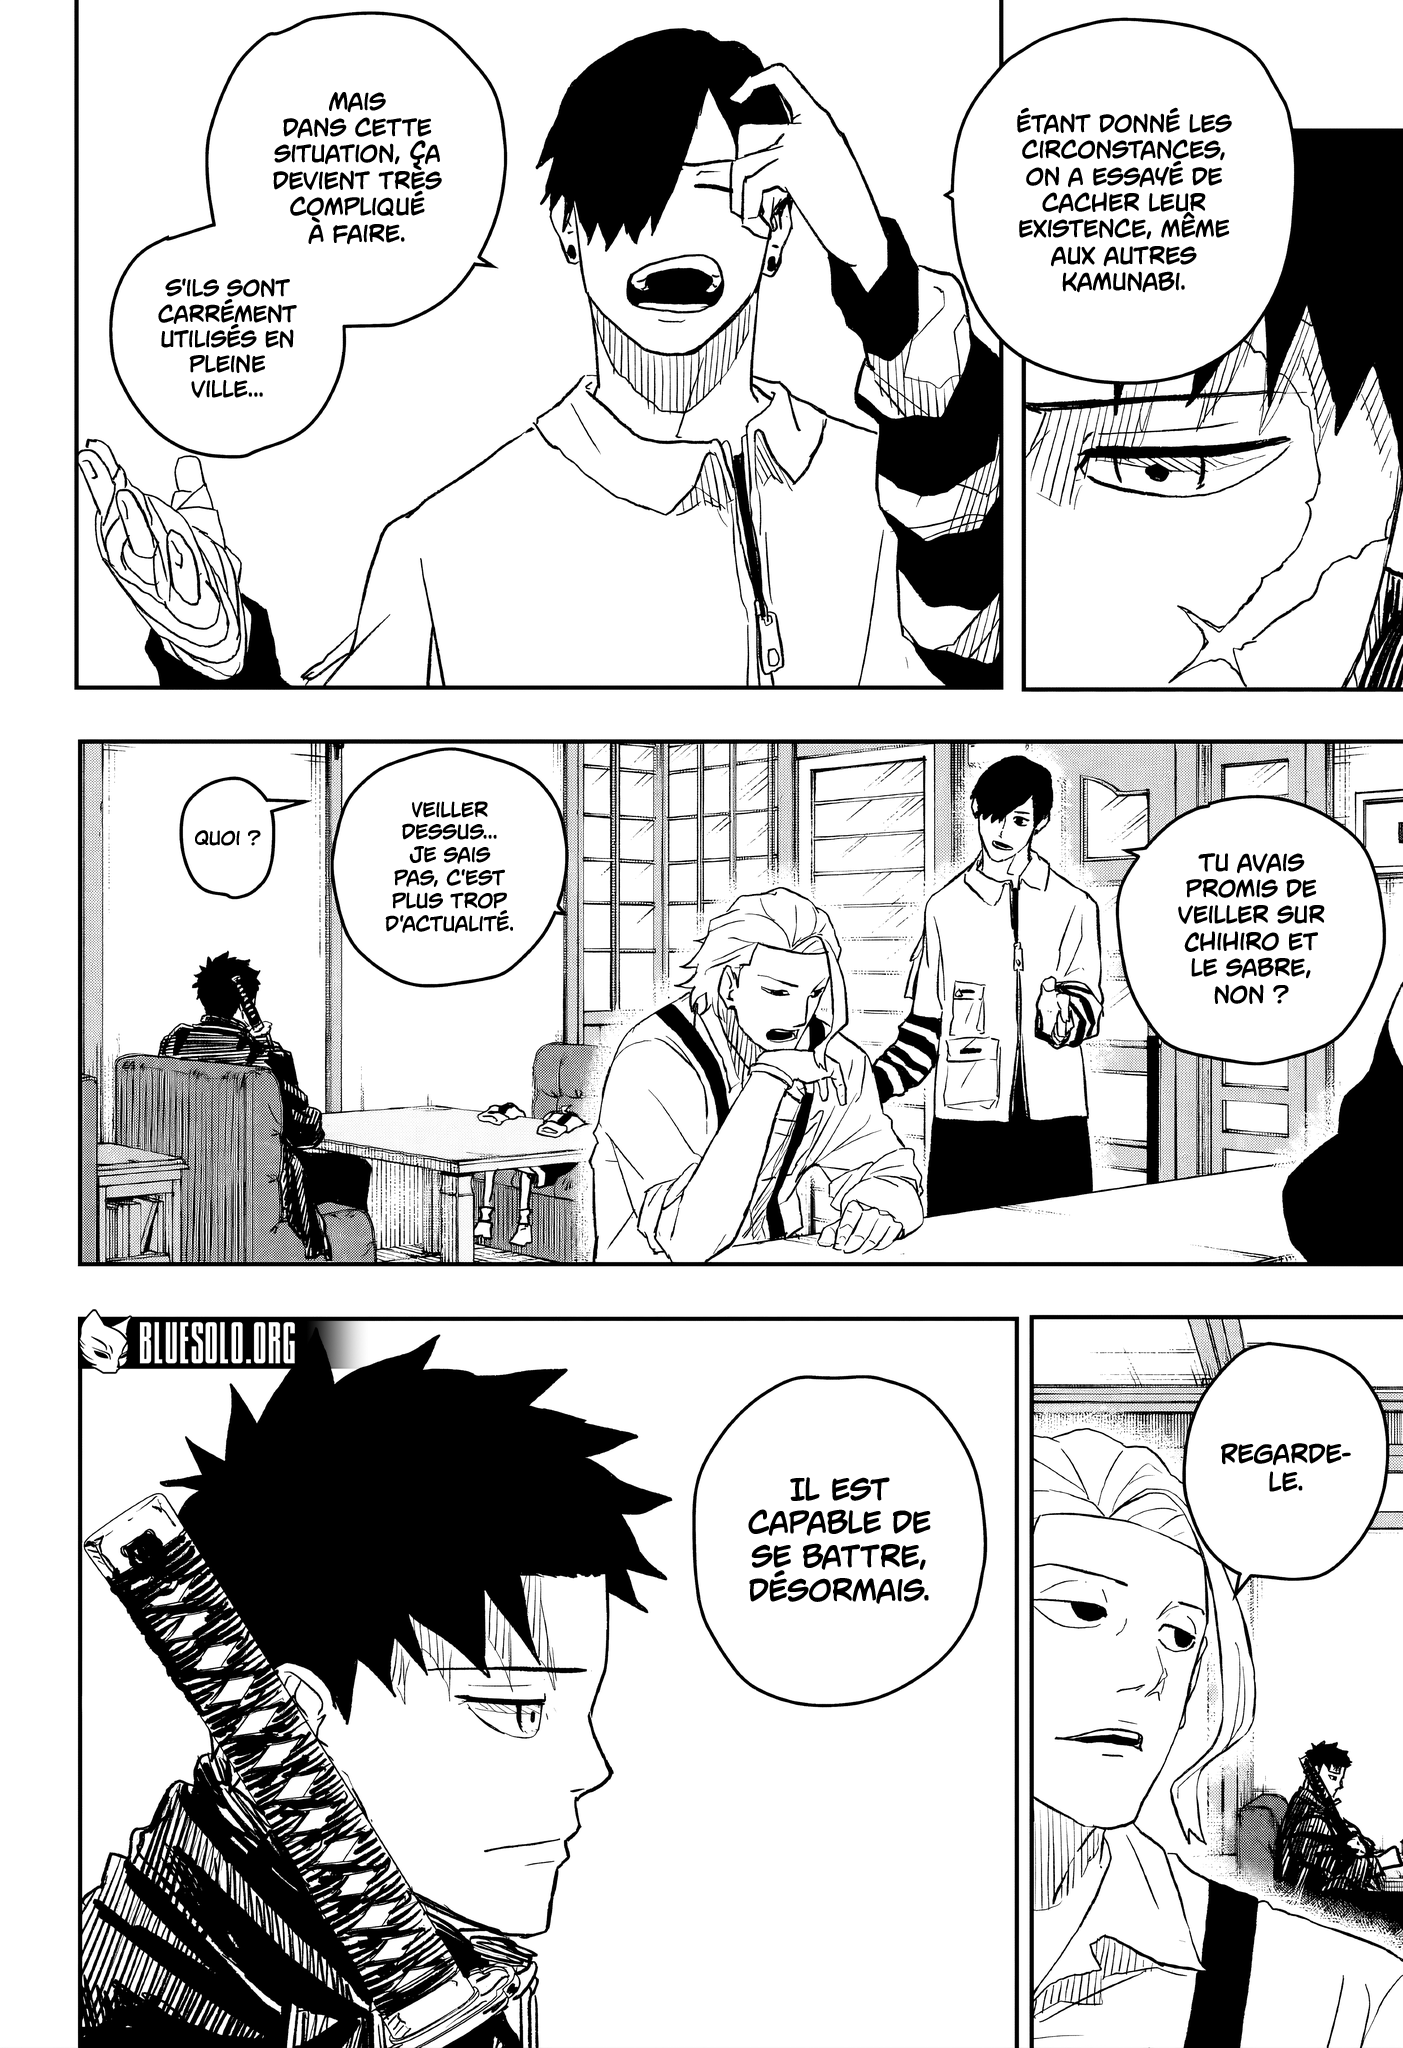 ÉTANT DONNÉ LES
CIRCONSTANCES,
ON A ESSAYÉ DE
CACHER LEUR
EXISTENCE, MÊME
AUX AUTRES
KAMUNABI.
MAIS
DANS CETTE
SITUATION, ÇA
DEVIENT TRÈS
COMPLIQUÉ
À FAIRE.
S'ILS SONT
CARRÉMENT
UTILISÉS EN
PLEINE
VILLE...
TU AVAIS
PROMIS DE
VEILLER SUR
CHIHIRO ET
LE SABRE,
NON ?
VEILLER
DESSUS...
JE SAIS
PAS, C'EST
PLUS TROP
D'ACTUALITÉ.
QUOI ?
REGARDE-
LE.
IL EST
CAPABLE DE
SE BATTRE,
DÉSORMAIS.
BLUESOLO.ORG